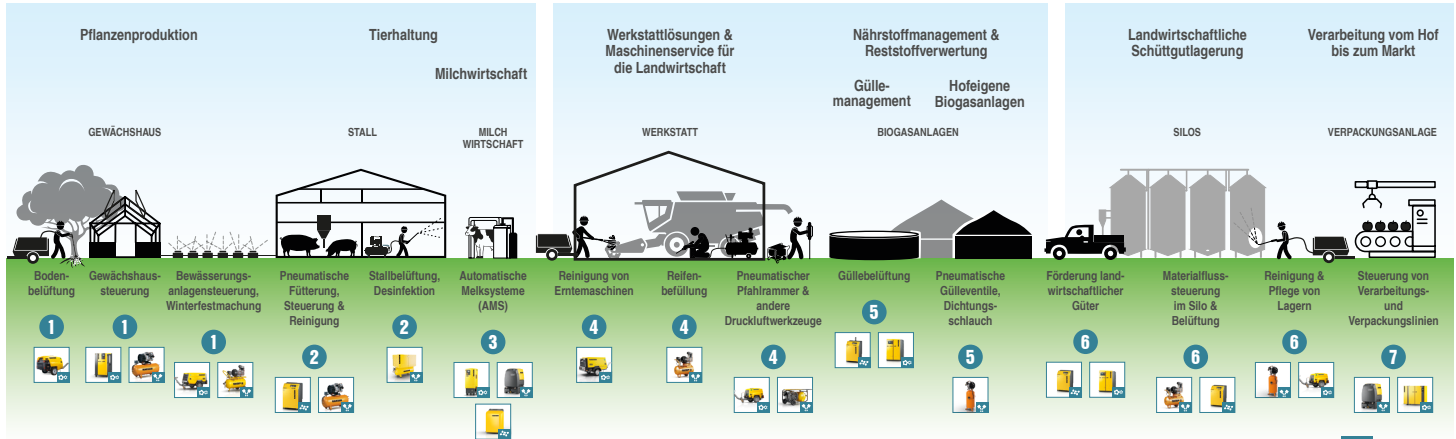 Pflanzenproduktion
Tierhaltung
Milchwirtschaft
GEWÄCHSHAUS
STALL
MILCH
WIRTSCHAFT
Werkstattlösungen &
Maschinenservice für
die Landwirtschaft
Nährstoffmanagement &
Reststoffverwertung
Gülle-
management
Hofeigene
Biogasanlagen
WERKSTATT
BIOGASANLAGEN
Landwirtschaftliche
Schüttgutlagerung
Verarbeitung vom Hof
bis zum Markt
SILOS
VERPACKUNGSANLAGE
Boden-
belüftung
1
Gewächshaus-
steuerung
1
Bewässerungs-
anlagensteuerung,
Winterfestmachung
1
Pneumatische
Fütterung,
Steuerung &
Reinigung
2
Stallbelüftung,
Desinfektion
2
Automatische
Melksysteme
(AMS)
3
Reinigung von
Erntemaschinen
4
Reifen-
befüllung
4
Pneumatischer
Pfahlrammer &
andere
Druckluftwerkzeuge
4
Güllebelüftung
5
Pneumatische
Gülleventile,
Dichtungs-
schlauch
5
Förderung land-
wirtschaftlicher
Güter
6
Materialfluss-
steuerung
im Silo &
Belüftung
6
Reinigung &
Pflege von
Lagern
6
Steuerung von
Verarbeitungs-
und
Verpackungslinien
7